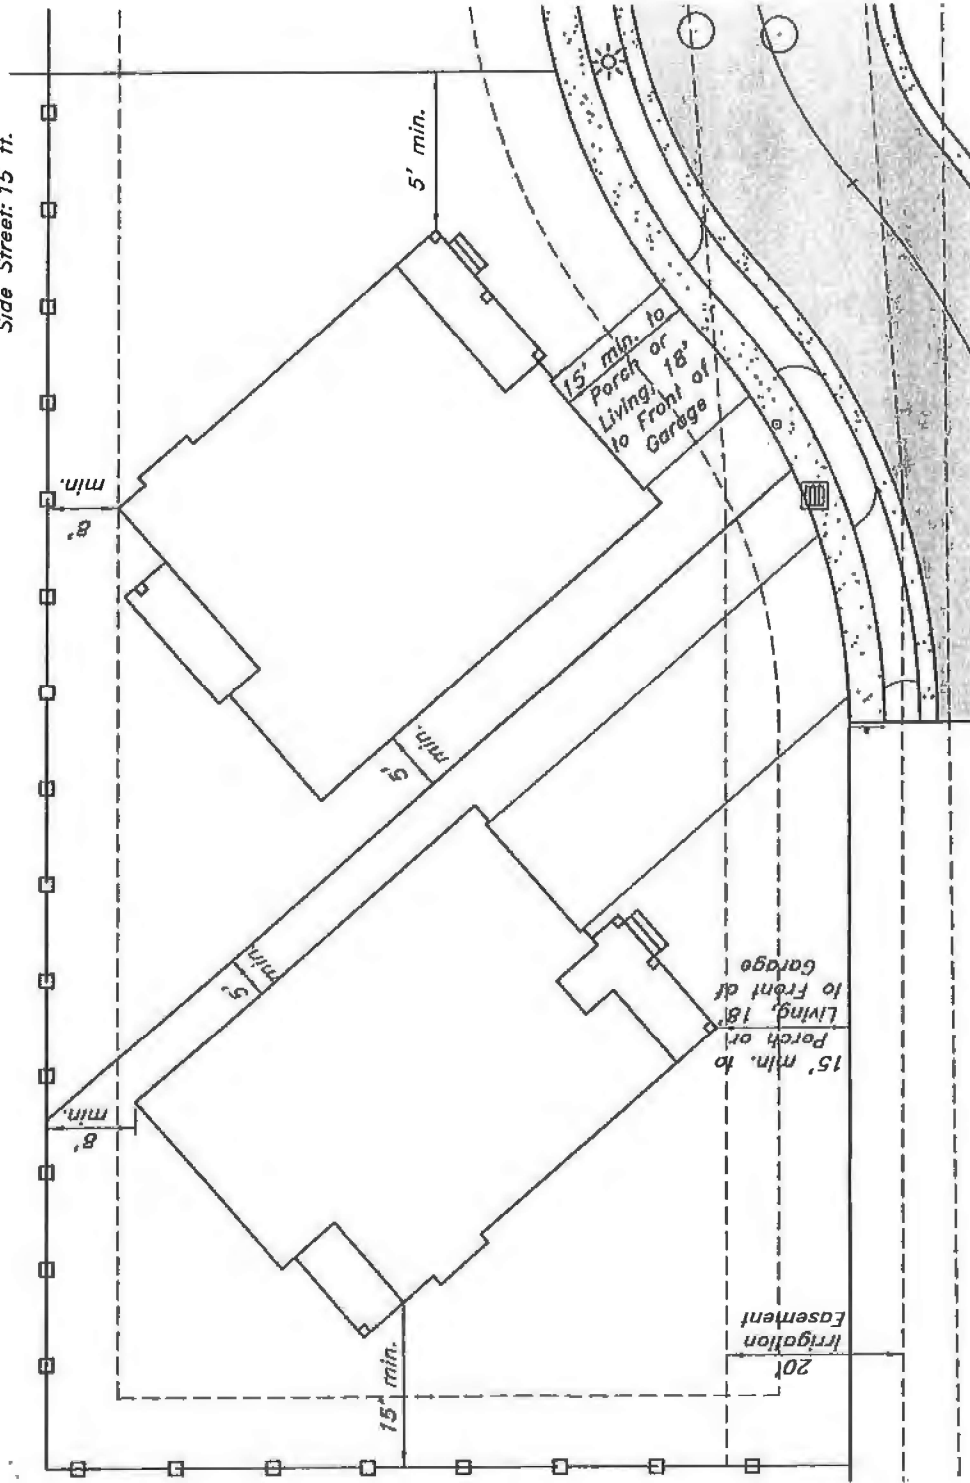 Side Street: 15 ft.
5' min.
15' min. to
Porch or
Living, 18'
to Front of
Garage
8'
min.
5'
min.
5'
min.
8'
min.
15' min. to
Porch or
Living, 18'
to Front of
Garage
15' min.
20'
Irrigation
Easement